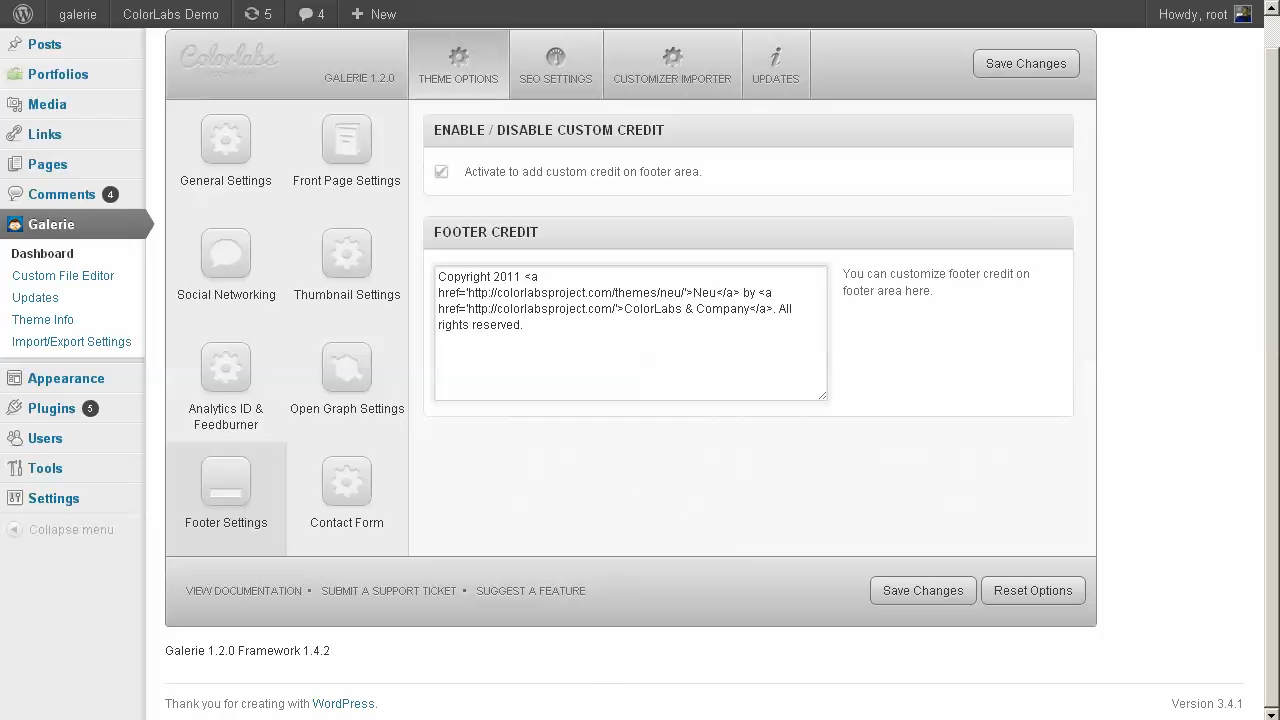 galerie
ColorLabs Demo
5
4
New
Howdy, root
Posts
Portfolios
Media
Links
Pages
Comments 4
Galerie
Dashboard
Custom File Editor
Updates
Theme Info
Import/Export Settings
Appearance
Plugins 5
Users
Tools
Settings
Collapse menu
Colorlabs
GALERIE 1.2.0
THEME OPTIONS
SEO SETTINGS
CUSTOMIZER IMPORTER
UPDATES
Save Changes
General Settings
Front Page Settings
Social Networking
Thumbnail Settings
Analytics ID &
Feedburner
Open Graph Settings
Footer Settings
Contact Form
ENABLE / DISABLE CUSTOM CREDIT
Activate to add custom credit on footer area.
FOOTER CREDIT
Copyright 2011 <a
href='http://colorlabsproject.com/themes/neu/'>Neu</a> by <a
href='http://colorlabsproject.com/'>ColorLabs & Company</a>. All
rights reserved.
You can customize footer credit on
footer area here.
VIEW DOCUMENTATION • SUBMIT A SUPPORT TICKET • SUGGEST A FEATURE
Save Changes
Reset Options
Galerie 1.2.0 Framework 1.4.2
Thank you for creating with WordPress.
Version 3.4.1